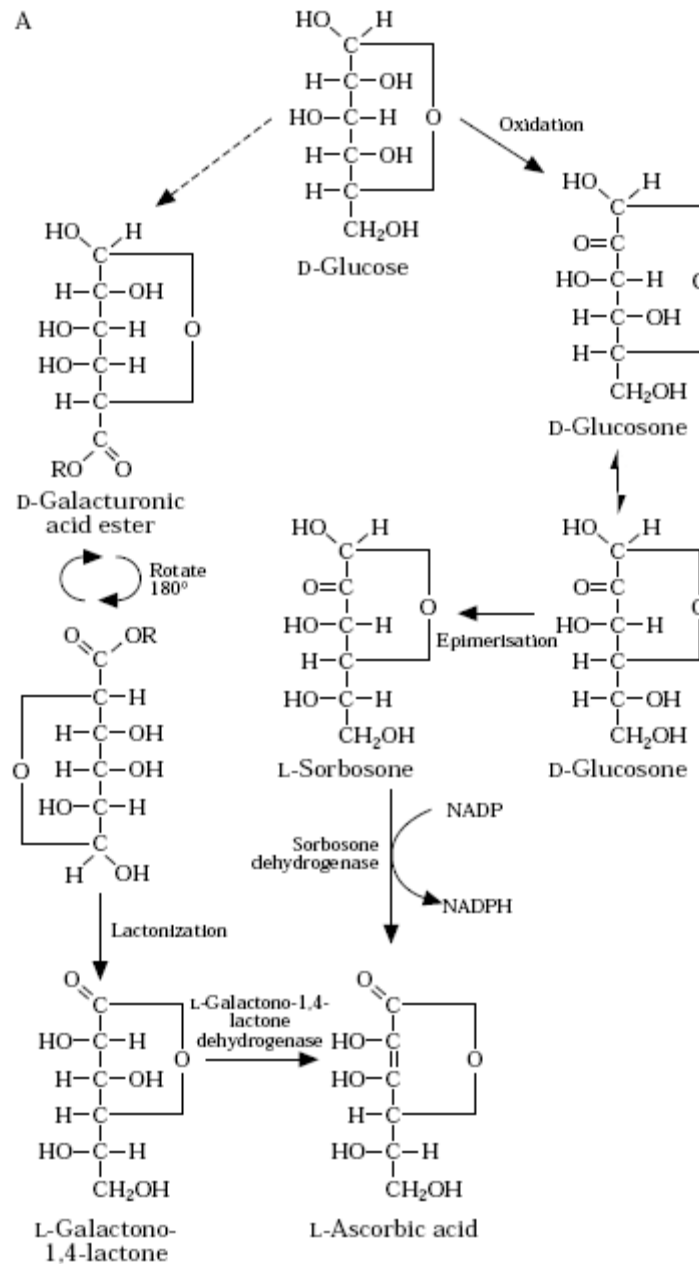 A
HO H
C
H–C–OH
HO–C–H O
H–C–OH
H–C
CH2OH
D-Glucose
Oxidation
HO H
C
O=C
HO–C–H O
H–C–OH
H–C
CH2OH
D-Glucosone
HO H
C
H–C–OH
HO–C–H O
HO–C–H
H–C
C
RO O
D-Galacturonic
acid ester
Rotate
180°
O OR
C
C–H
H–C–OH
O H–C–OH
HO–C–H
C
H OH
Lactonization
HO H
C
O=C
O
HO–C–H
H–C
HO–C–H
CH2OH
L-Sorbosone
Epimerisation
HO H
C
O=C
O
HO–C–H
H–C
H–C–OH
CH2OH
D-Glucosone
Sorbosone
dehydrogenase
NADP
NADPH
O
C
HO–C–H
O
H–C–OH
H–C
HO–C–H
CH2OH
L-Galactono-
1,4-lactone
L-Galactono-1,4-
lactone
dehydrogenase
O
C
HO–C
O
HO–C
H–C
HO–C–H
CH2OH
L-Ascorbic acid